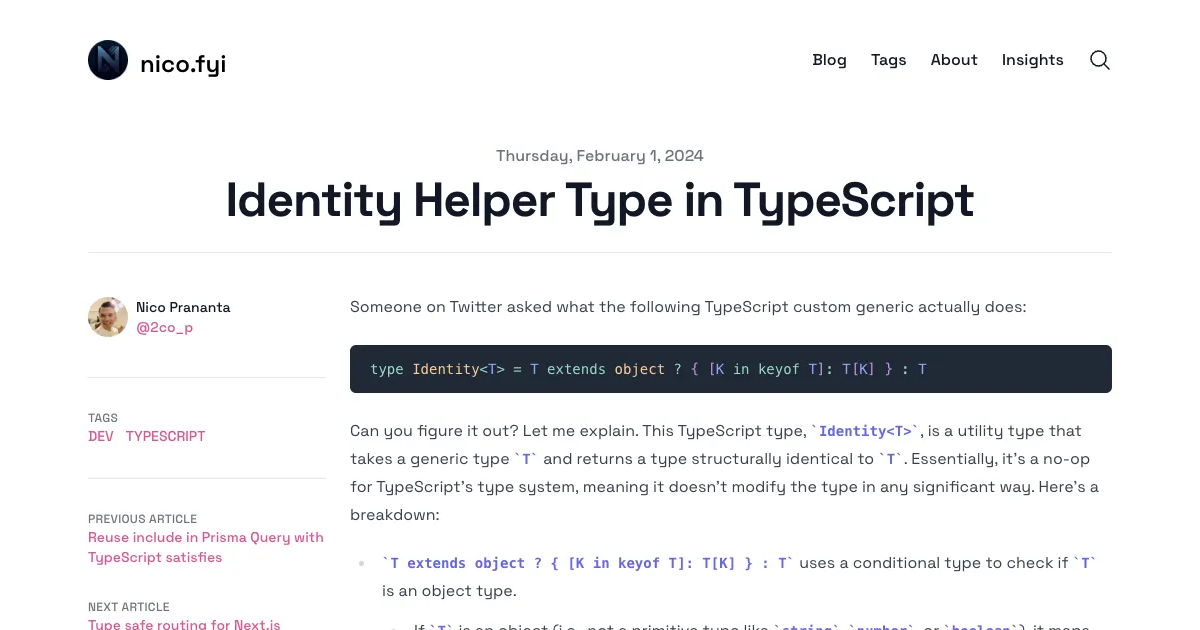 nico.fyi
Blog Tags About Insights
Thursday, February 1, 2024
Identity Helper Type in TypeScript
Nico Prananta
@2co_p
TAGS
DEV TYPESCRIPT
PREVIOUS ARTICLE
Reuse include in Prisma Query with
TypeScript satisfies
NEXT ARTICLE
Type safe routing for Next.js
Someone on Twitter asked what the following TypeScript custom generic actually does:
type Identity<T> = T extends object ? { [K in keyof T]: T[K] } : T
Can you figure it out? Let me explain. This TypeScript type, `Identity<T>`, is a utility type that
takes a generic type `T` and returns a type structurally identical to `T`. Essentially, it's a no-op
for TypeScript's type system, meaning it doesn't modify the type in any significant way. Here's a
breakdown:
`T extends object ? { [K in keyof T]: T[K] } : T` uses a conditional type to check if `T`
is an object type.
If `T` is an object (i.e., not a primitive type like `string`, `number`, or `boolean`), it maps